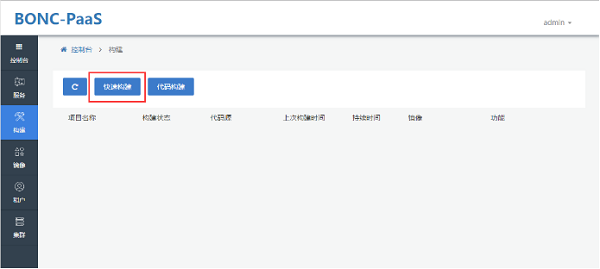 BONC-PaaS
admin
控制台
控制台 > 构建
服务
快速构建 代码构建
构建
项目名称 构建状态 代码源 上次构建时间 持续时间 镜像 功能
镜像
租户
集群